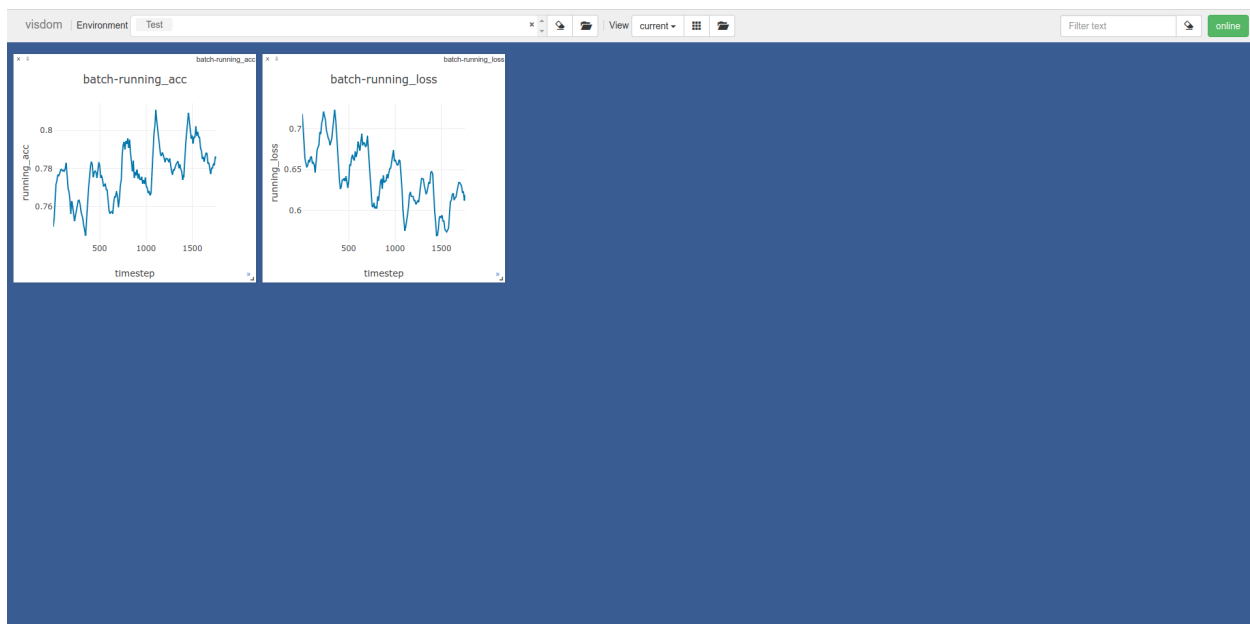 visdom Environment Test × View current Filter text online
× batch-running_acc
batch-running_acc
running_acc
0.8
0.78
0.76
500 1000 1500
timestep
× batch-running_loss
batch-running_loss
running_loss
0.7
0.65
0.6
500 1000 1500
timestep